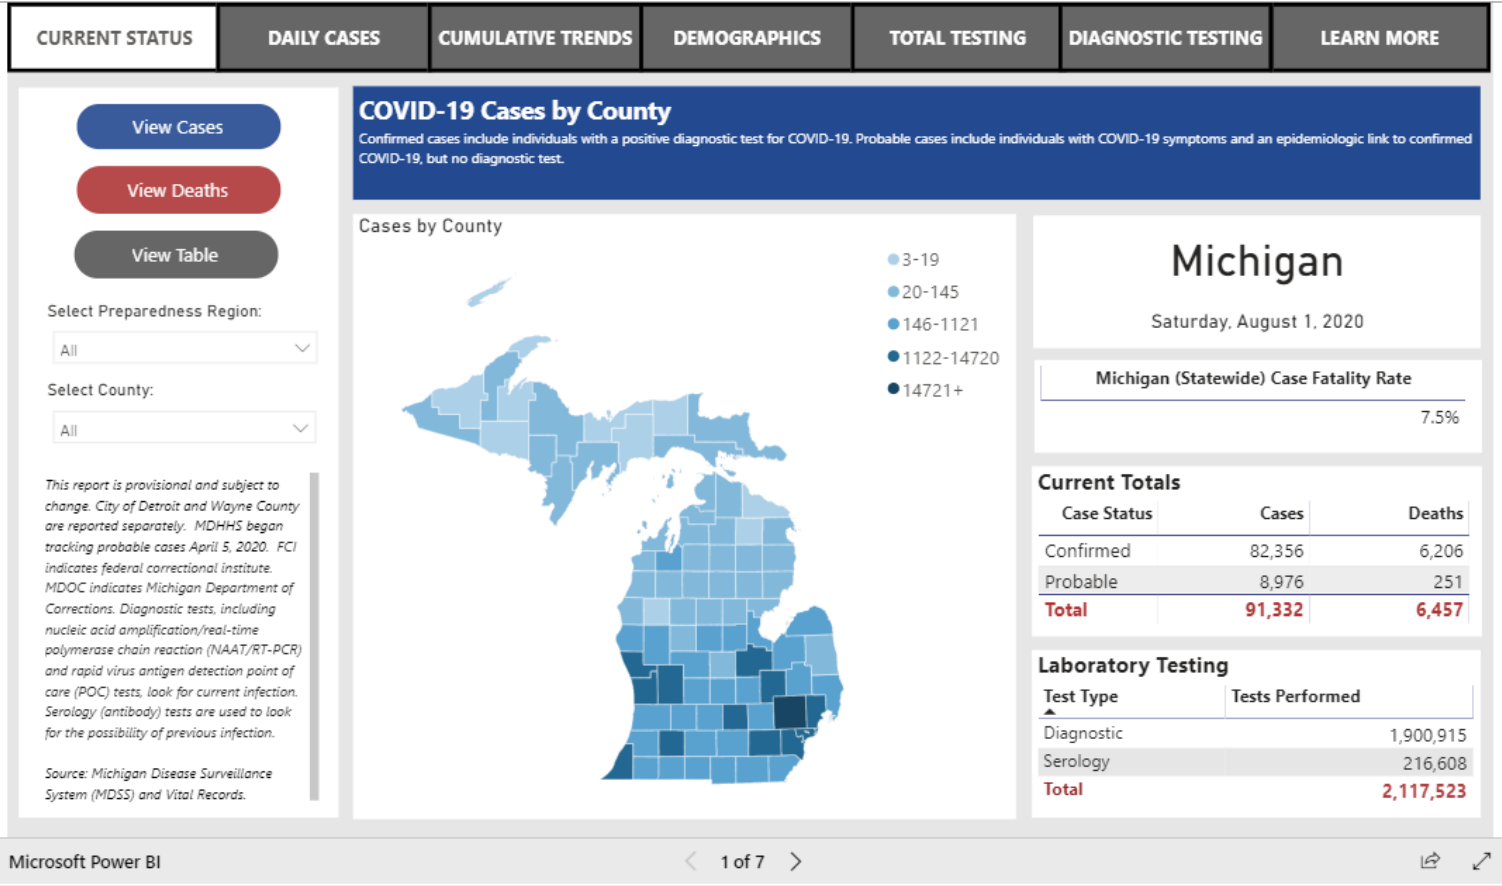 CURRENT STATUS
DAILY CASES
CUMULATIVE TRENDS
DEMOGRAPHICS
TOTAL TESTING
DIAGNOSTIC TESTING
LEARN MORE
View Cases
View Deaths
View Table
Select Preparedness Region:
All
Select County:
All
This report is provisional and subject to
change. City of Detroit and Wayne County
are reported separately. MDHHS began
tracking probable cases April 5, 2020. FCI
indicates federal correctional institute.
MDOC indicates Michigan Department of
Corrections. Diagnostic tests, including
nucleic acid amplification/real-time
polymerase chain reaction (NAAT/RT-PCR)
and rapid virus antigen detection point of
care (POC) tests, look for current infection.
Serology (antibody) tests are used to look
for the possibility of previous infection.
Source: Michigan Disease Surveillance
System (MDSS) and Vital Records.
COVID-19 Cases by County
Confirmed cases include individuals with a positive diagnostic test for COVID-19. Probable cases include individuals with COVID-19 symptoms and an epidemiologic link to confirmed
COVID-19, but no diagnostic test.
Cases by County
3-19
20-145
146-1121
1122-14720
14721+
Michigan
Saturday, August 1, 2020
Michigan (Statewide) Case Fatality Rate
7.5%
Current Totals
Case Status Cases Deaths
Confirmed 82,356 6,206
Probable 8,976 251
Total 91,332 6,457
Laboratory Testing
Test Type Tests Performed
Diagnostic 1,900,915
Serology 216,608
Total 2,117,523
Microsoft Power BI
1 of 7